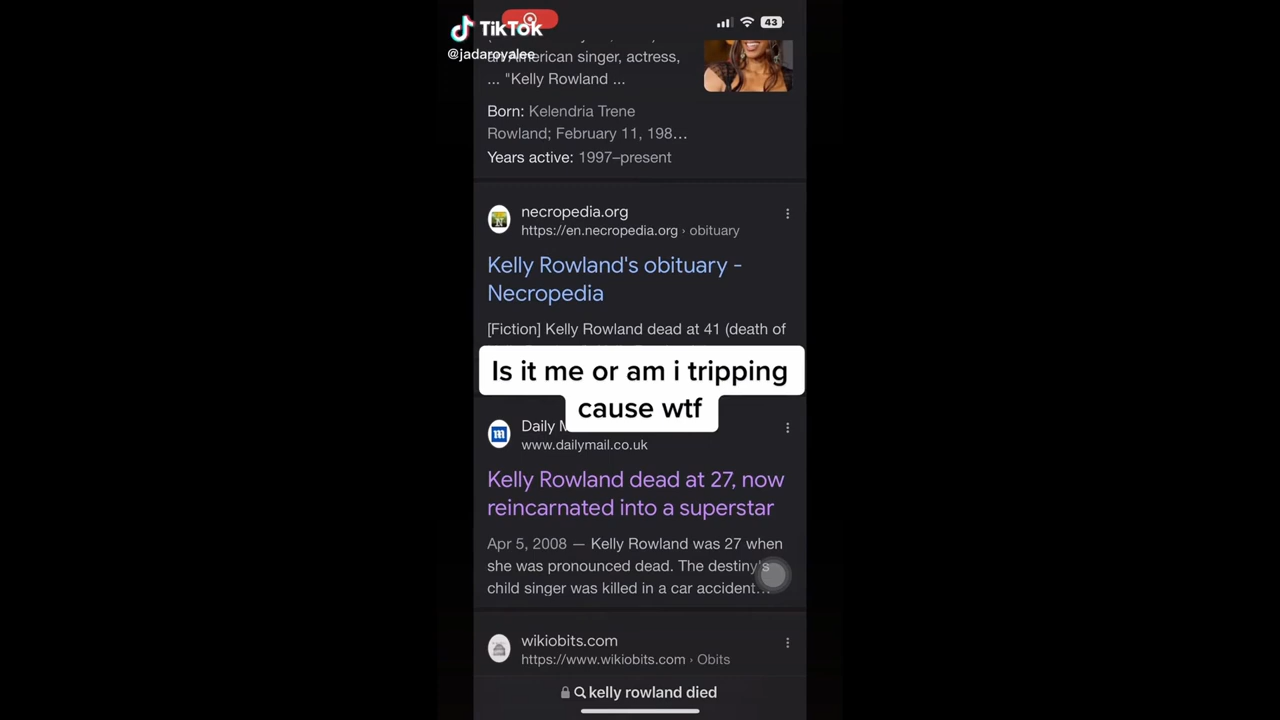 TikTok
@jadaroyalee
43
an American singer, actress,
... "Kelly Rowland ...
Born: Kelendria Trene
Rowland; February 11, 198...
Years active: 1997–present
necropedia.org
https://en.necropedia.org › obituary
Kelly Rowland's obituary -
Necropedia
[Fiction] Kelly Rowland dead at 41 (death of
Is it me or am i tripping
cause wtf
Daily M
www.dailymail.co.uk
Kelly Rowland dead at 27, now
reincarnated into a superstar
Apr 5, 2008 — Kelly Rowland was 27 when
she was pronounced dead. The destiny's
child singer was killed in a car accident...
wikiobits.com
https://www.wikiobits.com › Obits
kelly rowland died